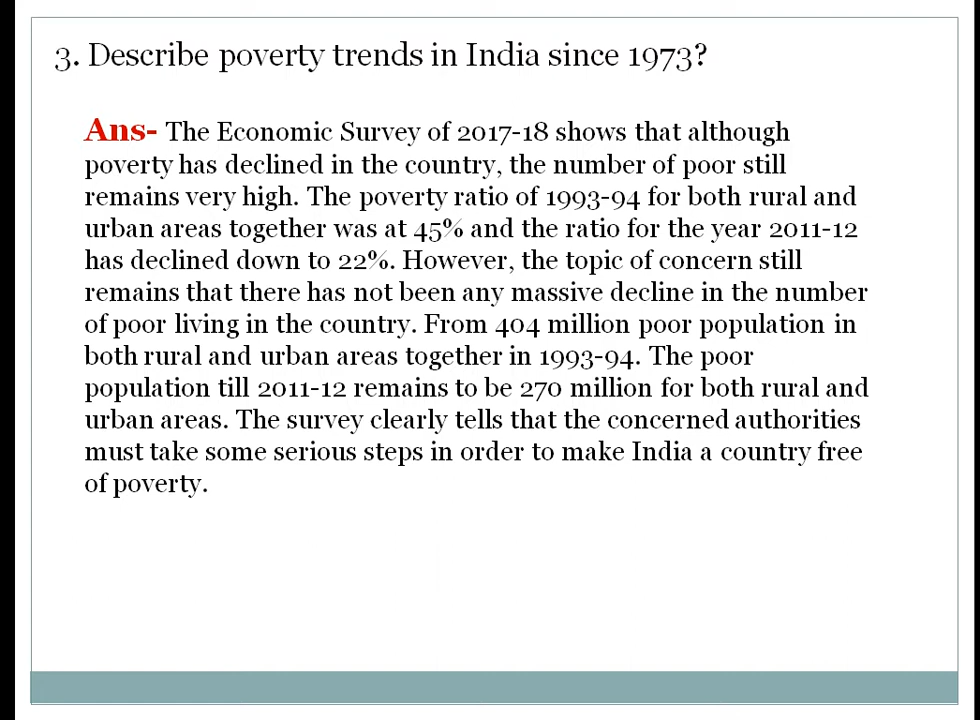 3. Describe poverty trends in India since 1973?
Ans- The Economic Survey of 2017-18 shows that although
poverty has declined in the country, the number of poor still
remains very high. The poverty ratio of 1993-94 for both rural and
urban areas together was at 45% and the ratio for the year 2011-12
has declined down to 22%. However, the topic of concern still
remains that there has not been any massive decline in the number
of poor living in the country. From 404 million poor population in
both rural and urban areas together in 1993-94. The poor
population till 2011-12 remains to be 270 million for both rural and
urban areas. The survey clearly tells that the concerned authorities
must take some serious steps in order to make India a country free
of poverty.